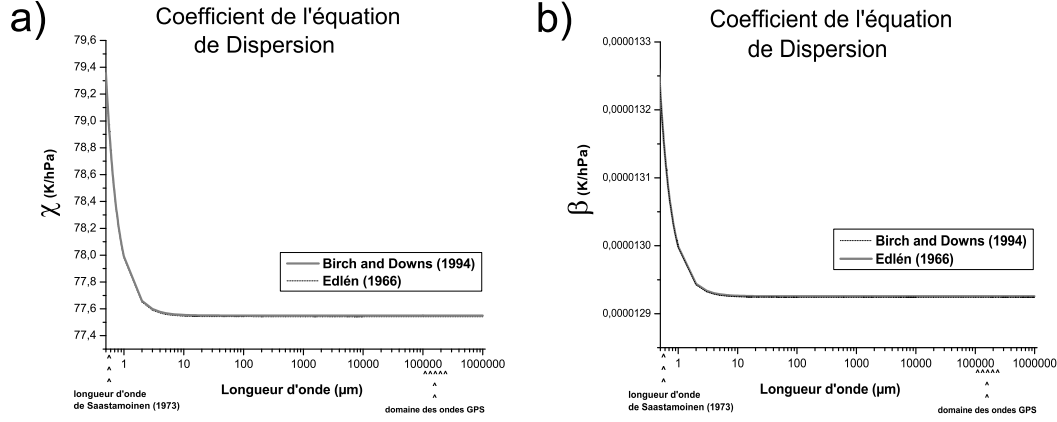 a)
Coefficient de l'équation
de Dispersion
79,6
79,4
79,2
79,0
78,8
78,6
78,4
78,2
78,0
77,8
77,6
77,4
χ (K/hPa)
Birch and Downs (1994)
Edlén (1966)
1 10 100 1000 10000 100000 1000000
^ ^^^^^
^ ^
^
Longueur d'onde (µm)
longueur d'onde
de Saastamoinen (1973)
domaine des ondes GPS
b)
Coefficient de l'équation
de Dispersion
0,0000133
0,0000132
0,0000131
0,0000130
0,0000129
β (K/hPa)
Birch and Downs (1994)
Edlén (1966)
1 10 100 1000 10000 100000 1000000
^ ^^^^^
^ ^
^
Longueur d'onde (µm)
longueur d'onde
de Saastamoinen (1973)
domaine des ondes GPS